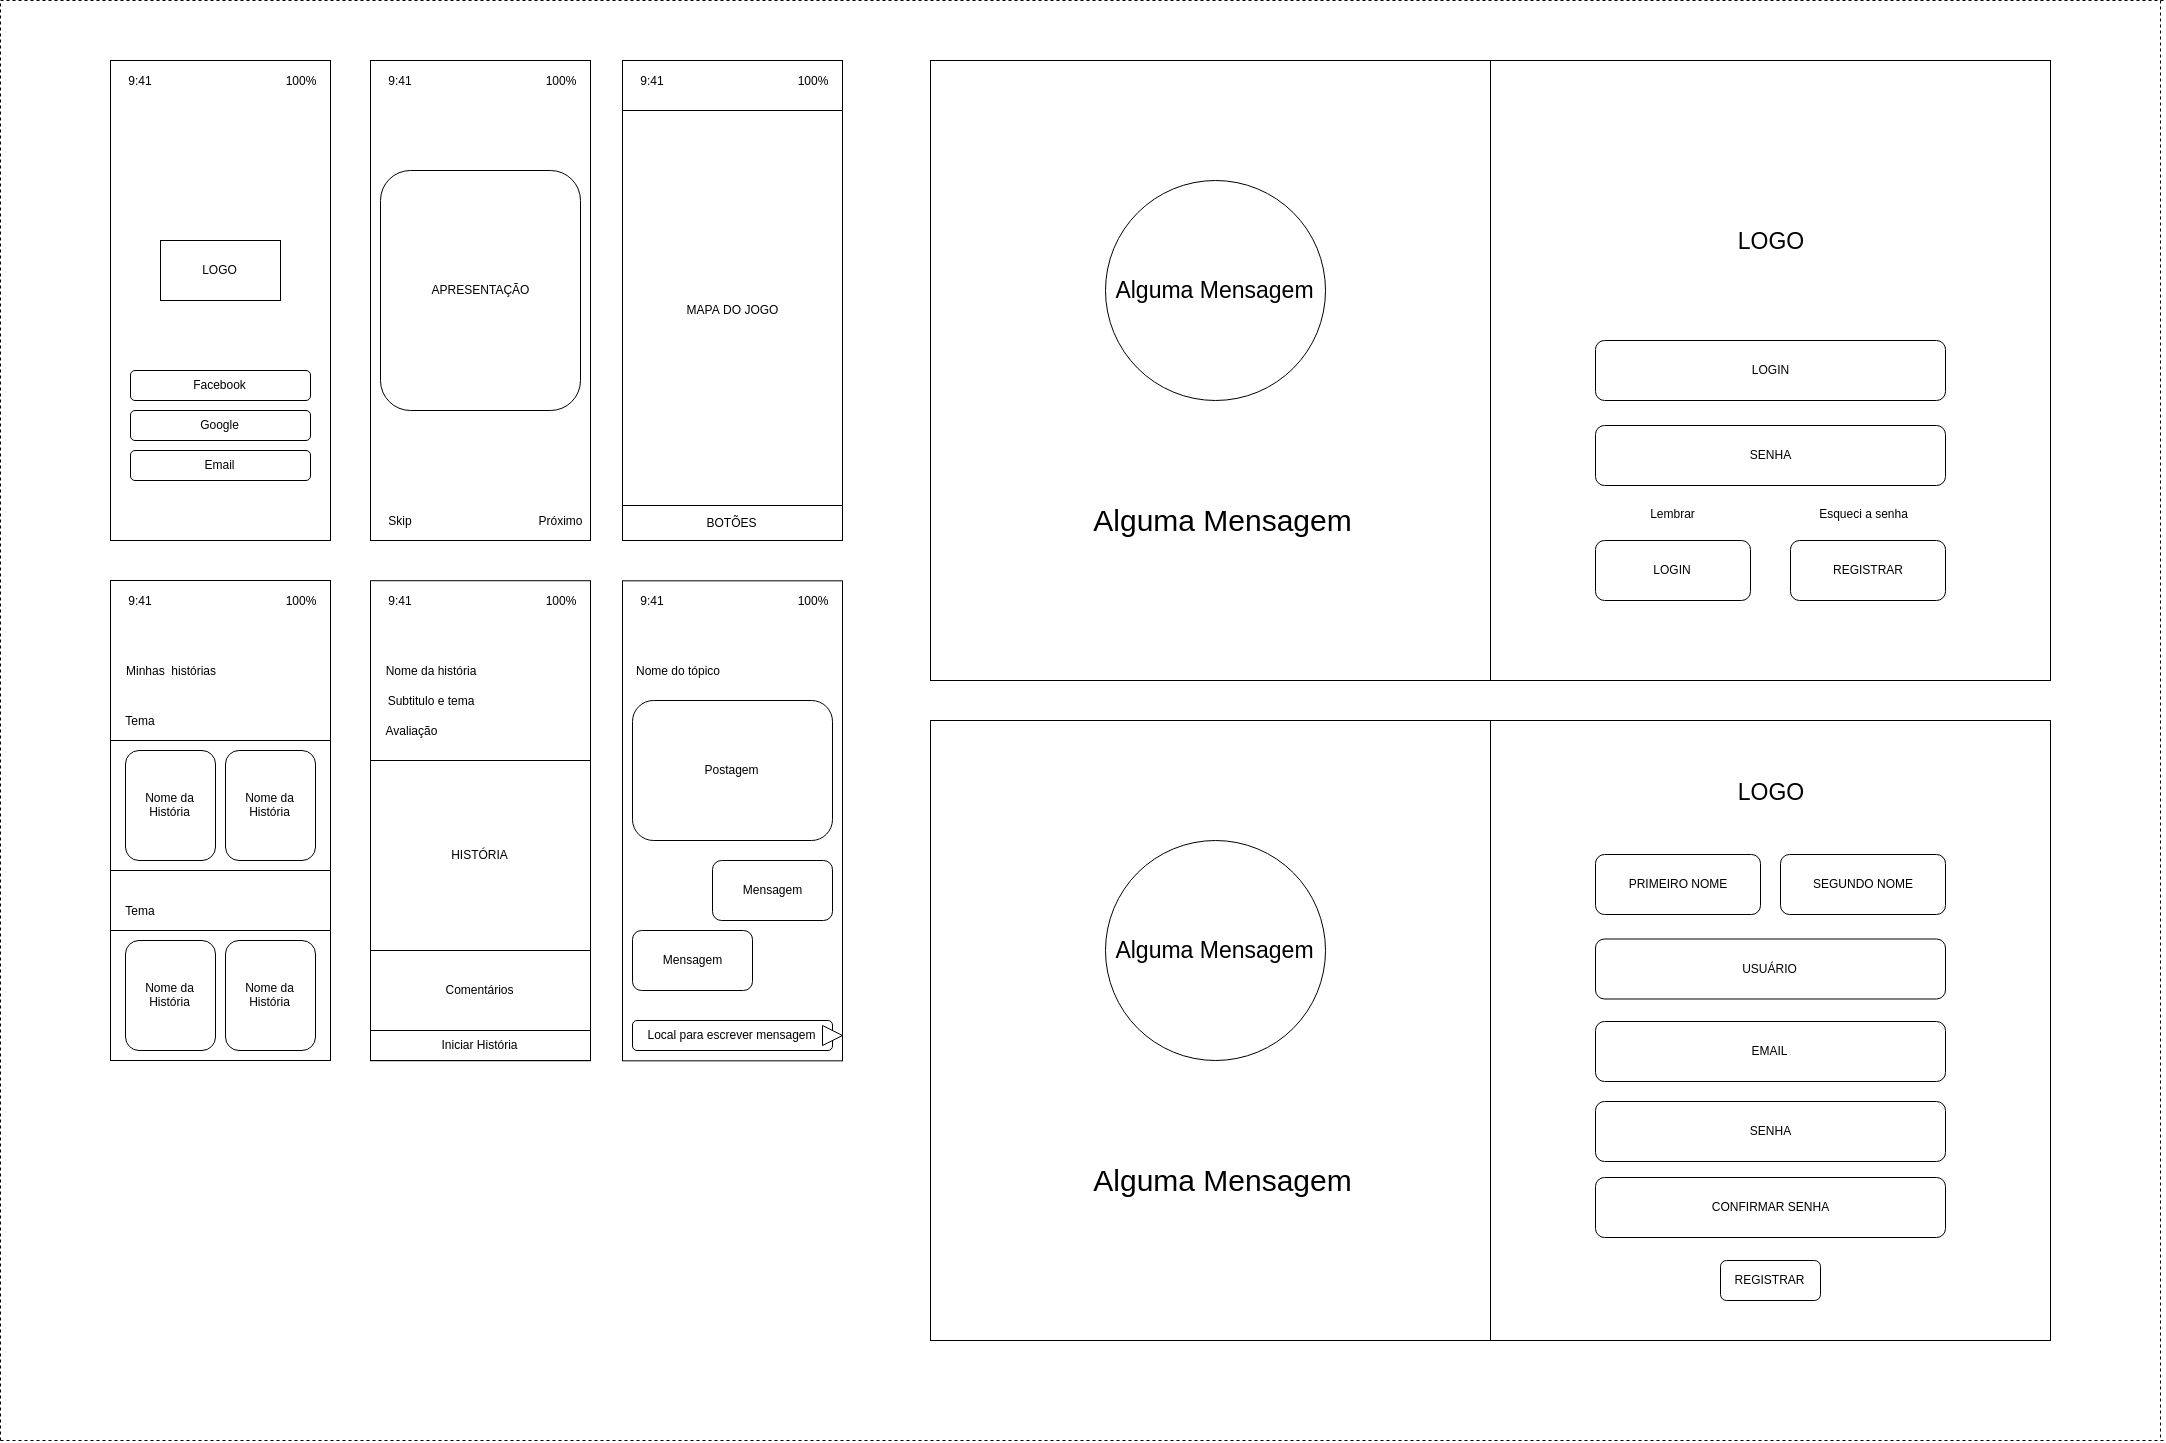 9:41 100%
LOGO
Facebook
Google
Email
9:41 100%
APRESENTAÇÃO
Skip Próximo
9:41 100%
MAPA DO JOGO
BOTÕES
9:41 100%
Minhas  histórias
Tema
Nome da
História
Nome da
História
Tema
Nome da
História
Nome da
História
9:41 100%
Nome da história
Subtitulo e tema
Avaliação
HISTÓRIA
Comentários
Iniciar História
9:41 100%
Nome do tópico
Postagem
Mensagem
Mensagem
Local para escrever mensagem
Alguma Mensagem
Alguma Mensagem
LOGO
LOGIN
SENHA
Lembrar Esqueci a senha
LOGIN REGISTRAR
Alguma Mensagem
Alguma Mensagem
LOGO
PRIMEIRO NOME SEGUNDO NOME
USUÁRIO
EMAIL
SENHA
CONFIRMAR SENHA
REGISTRAR